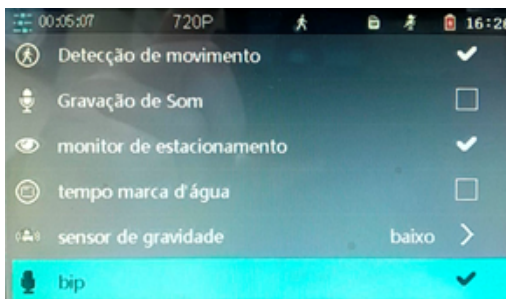 00:05:07 720P 16:26
Detecção de movimento
Gravação de Som
monitor de estacionamento
tempo marca d'água
sensor de gravidade baixo
bip